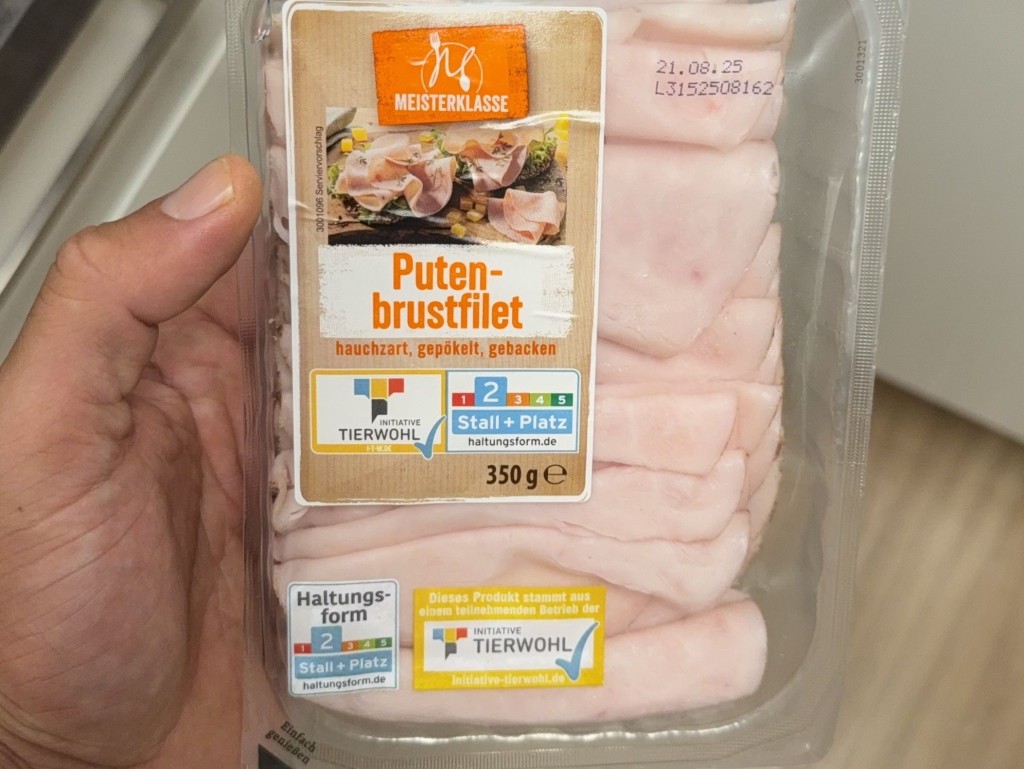 MEISTERKLASSE
21.08.25
L3152508162
3001321
3001096 Serviervorschlag
Puten-
brustfilet
hauchzart, gepökelt, gebacken
INITIATIVE
TIERWOHL
1 2 3 4 5
Stall + Platz
haltungsform.de
350 g ℮
Haltungs-
form
1 2 3 4 5
Stall + Platz
haltungsform.de
Dieses Produkt stammt aus
einem teilnehmenden Betrieb der
INITIATIVE
TIERWOHL
initiative-tierwohl.de
Einfach
genießen